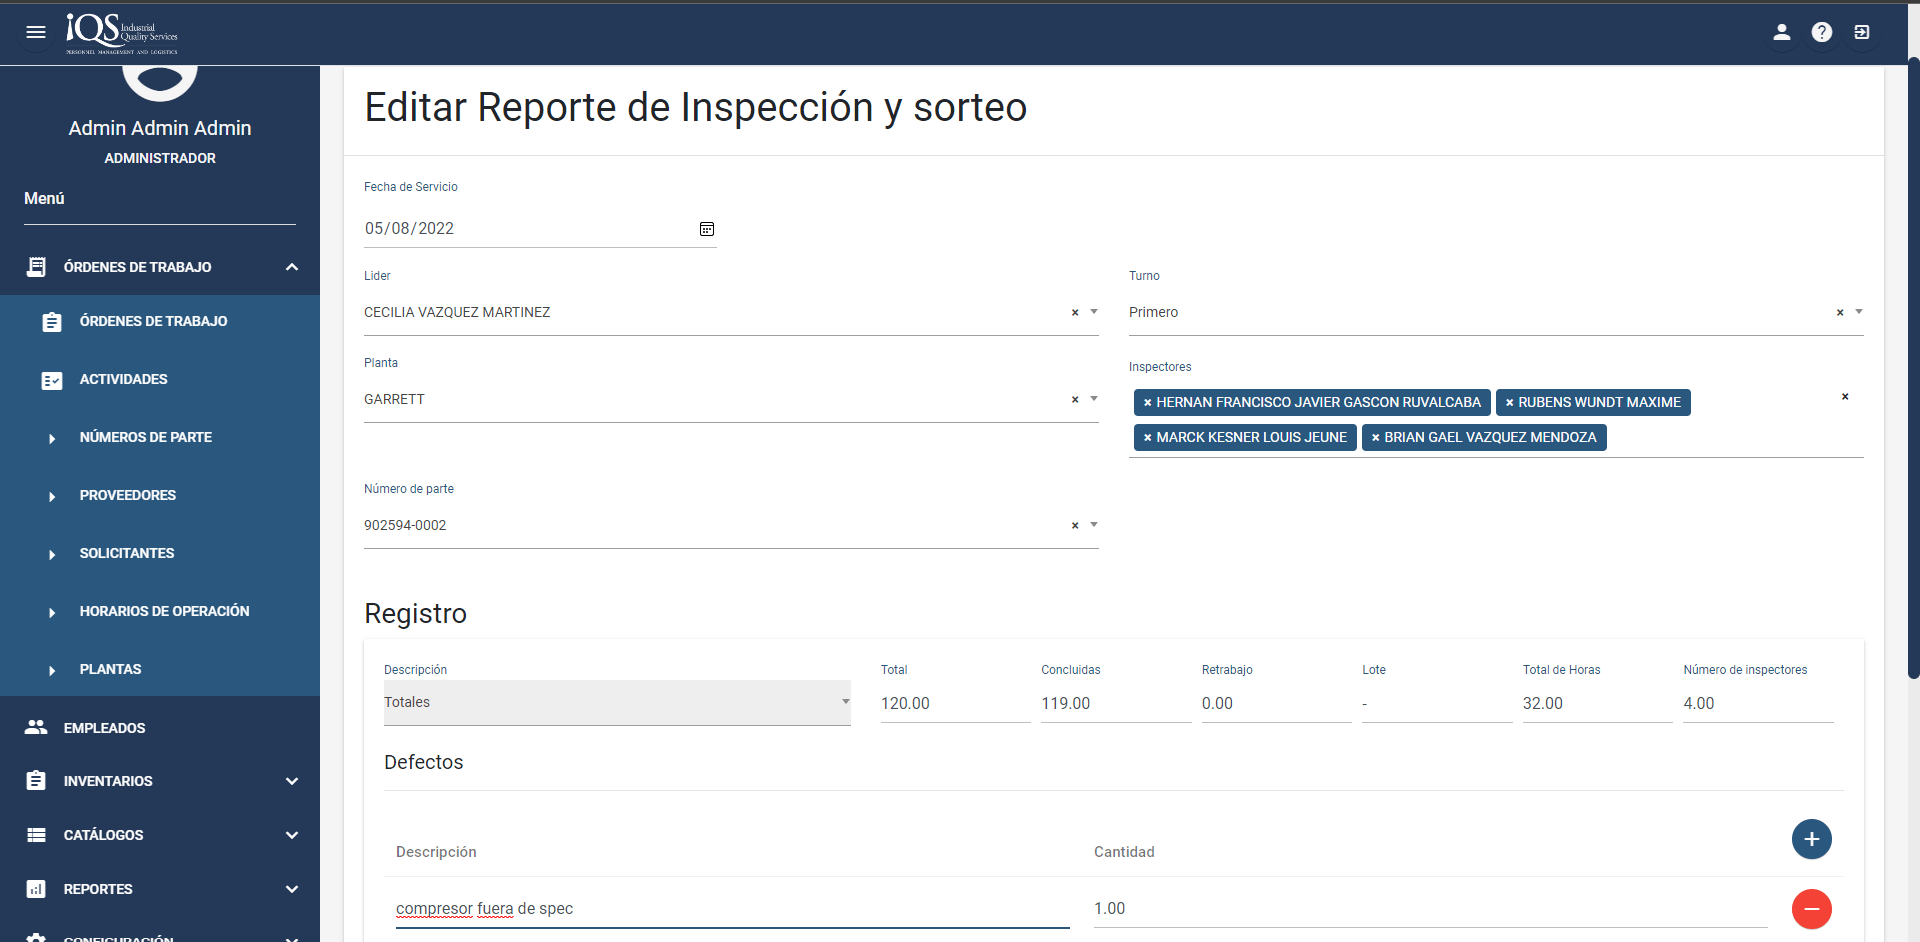 iQS Industrial Quality Services
PERSONNEL MANAGEMENT AND LOGISTICS
Admin Admin Admin
ADMINISTRADOR
Menú
ÓRDENES DE TRABAJO
ÓRDENES DE TRABAJO
ACTIVIDADES
NÚMEROS DE PARTE
PROVEEDORES
SOLICITANTES
HORARIOS DE OPERACIÓN
PLANTAS
EMPLEADOS
INVENTARIOS
CATÁLOGOS
REPORTES
CONFIGURACIÓN
Editar Reporte de Inspección y sorteo
Fecha de Servicio
05/08/2022
Lider
CECILIA VAZQUEZ MARTINEZ
Turno
Primero
Planta
GARRETT
Inspectores
× HERNAN FRANCISCO JAVIER GASCON RUVALCABA × RUBENS WUNDT MAXIME
× MARCK KESNER LOUIS JEUNE × BRIAN GAEL VAZQUEZ MENDOZA
Número de parte
902594-0002
Registro
Descripción Total Concluidas Retrabajo Lote Total de Horas Número de inspectores
Totales 120.00 119.00 0.00 - 32.00 4.00
Defectos
Descripción Cantidad
compresor fuera de spec 1.00